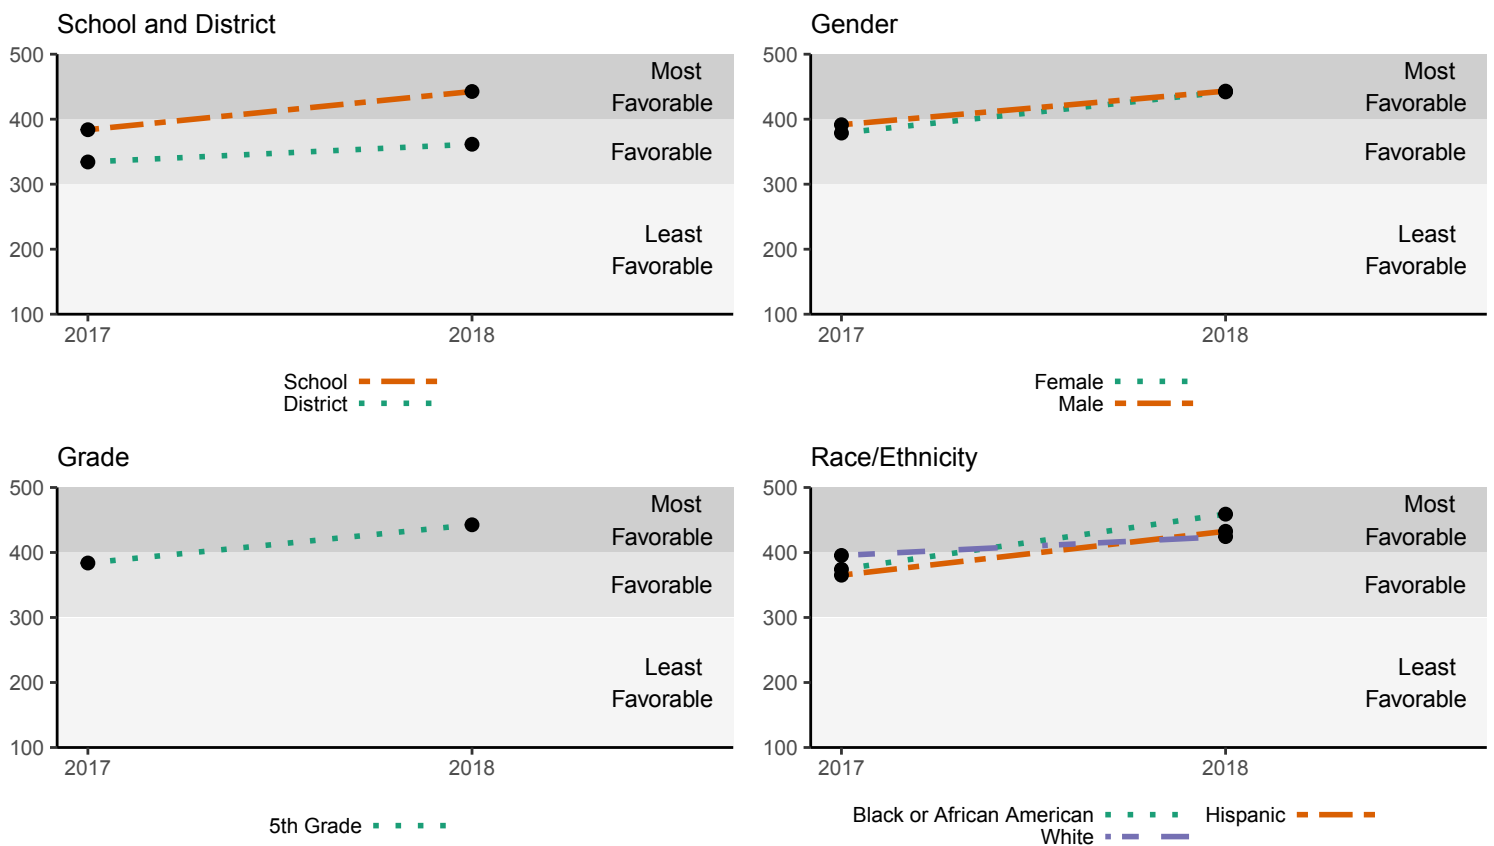 School and District
500
400
300
200
100
Most
Favorable
Favorable
Least
Favorable
2017
2018
School
District
Gender
500
400
300
200
100
Most
Favorable
Favorable
Least
Favorable
2017
2018
Female
Male
Grade
500
400
300
200
100
Most
Favorable
Favorable
Least
Favorable
2017
2018
5th Grade
Race/Ethnicity
500
400
300
200
100
Most
Favorable
Favorable
Least
Favorable
2017
2018
Black or African American
Hispanic
White